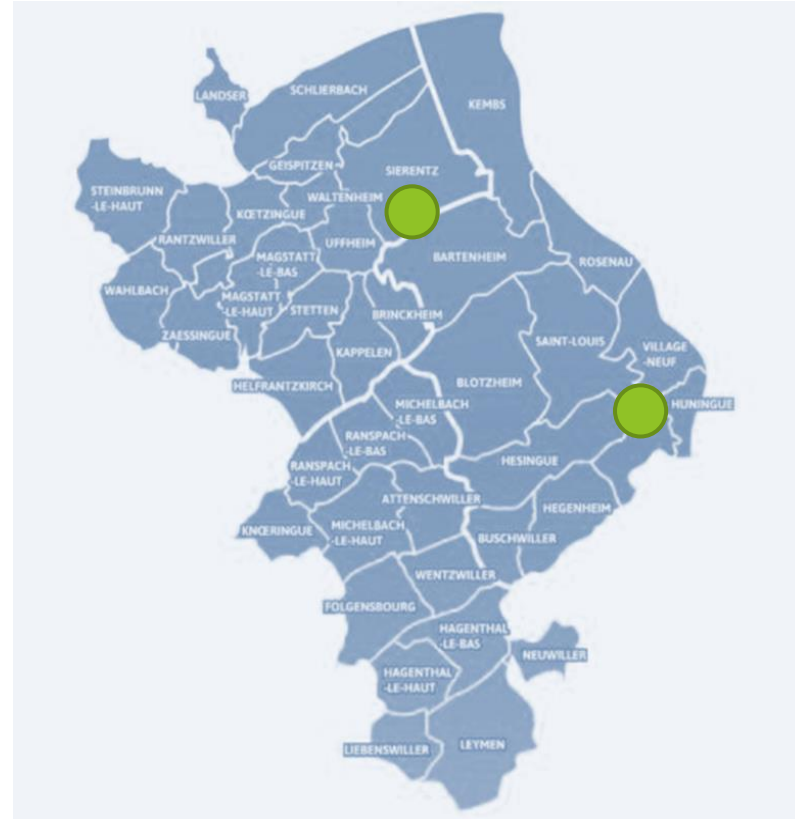 LANDSER
SCHLIERBACH
KEMBS
GEISPITZEN
SIERENTZ
STEINBRUNN
-LE-HAUT
WALTENHEIM
KŒTZINGUE
RANTZWILLER
UFFHEIM
MAGSTATT
-LE-BAS
BARTENHEIM
ROSENAU
WAHLBACH
MAGSTATT
-LE-HAUT
STETTEN
BRINCKHEIM
ZAESSINGUE
KAPPELEN
SAINT-LOUIS
VILLAGE
-NEUF
HELFRANTZKIRCH
BLOTZHEIM
MICHELBACH
-LE-BAS
HUNINGUE
RANSPACH
-LE-BAS
RANSPACH
-LE-HAUT
HESINGUE
ATTENSCHWILLER
HEGENHEIM
KNŒRINGUE
MICHELBACH
-LE-HAUT
BUSCHWILLER
WENTZWILLER
FOLGENSBOURG
HAGENTHAL
-LE-BAS
NEUWILLER
HAGENTHAL
-LE-HAUT
LIEBENSWILLER
LEYMEN